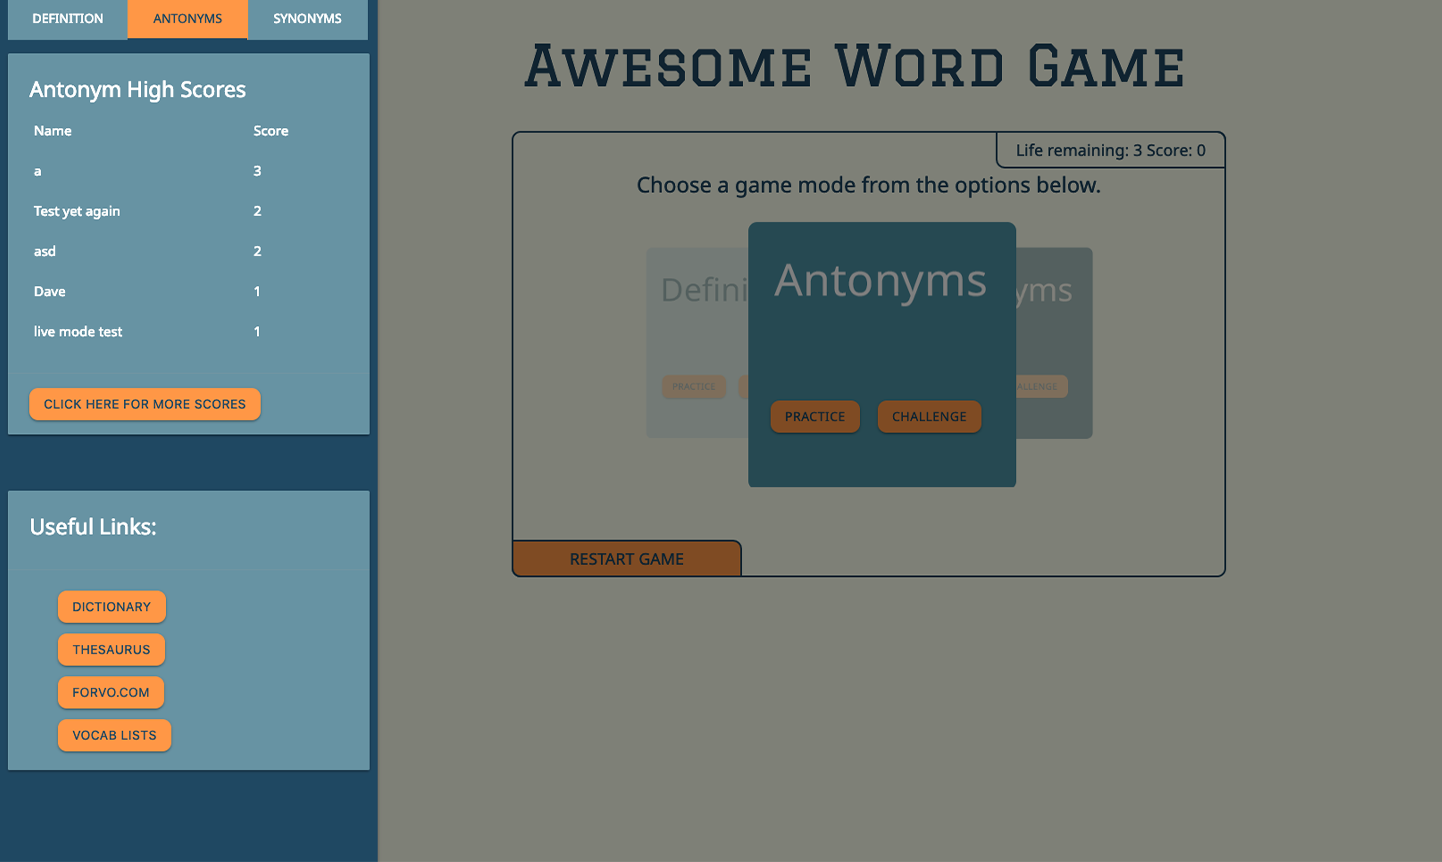 DEFINITION ANTONYMS SYNONYMS
Antonym High Scores
Name Score
a 3
Test yet again 2
asd 2
Dave 1
live mode test 1
CLICK HERE FOR MORE SCORES
Useful Links:
DICTIONARY
THESAURUS
FORVO.COM
VOCAB LISTS
Awesome Word Game
Life remaining: 3 Score: 0
Choose a game mode from the options below.
Defini
PRACTICE
Antonyms
PRACTICE CHALLENGE
yms
ALLENGE
RESTART GAME